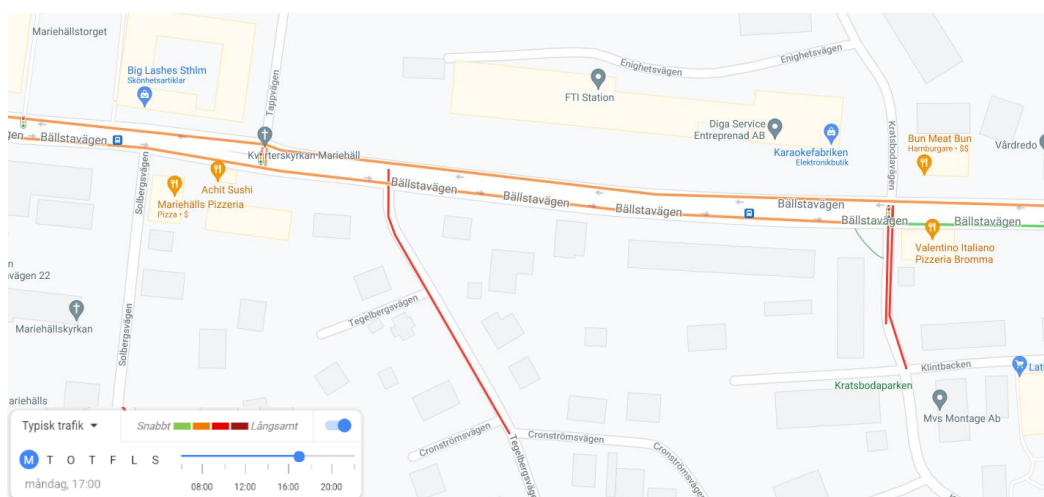 Mariehällstorget
Big Lashes Sthlm
Skönhetsartiklar
Tappvägen
Enighetsvägen
Enighetsvägen
FTI Station
Diga Service
Entreprenad AB
Karaokefabriken
Elektronikbutik
Kratsbodavägen
Bun Meat Bun
Hamburgare • $$
Vårdredo
Bällstavägen
Kvarterskyrkan Mariehäll
Solbergsvägen
Achit Sushi
Mariehälls Pizzeria
Pizza • $
Bällstavägen
Bällstavägen
Bällstavägen
Bällstavägen
Bällstavägen
Bällstavägen
Valentino Italiano
Pizzeria Bromma
vägen 22
Mariehällskyrkan
Solbergsvägen
Tegelbergsvägen
Klintbacken
Kratsbodaparken
Mvs Montage Ab
Cronströmsvägen
Cronströmsvägen
Cronströmsvägen
Tegelbergsvägen
ariehälls
Typisk trafik
Snabbt
Långsamt
M T O T F L S
måndag, 17:00
08:00 12:00 16:00 20:00